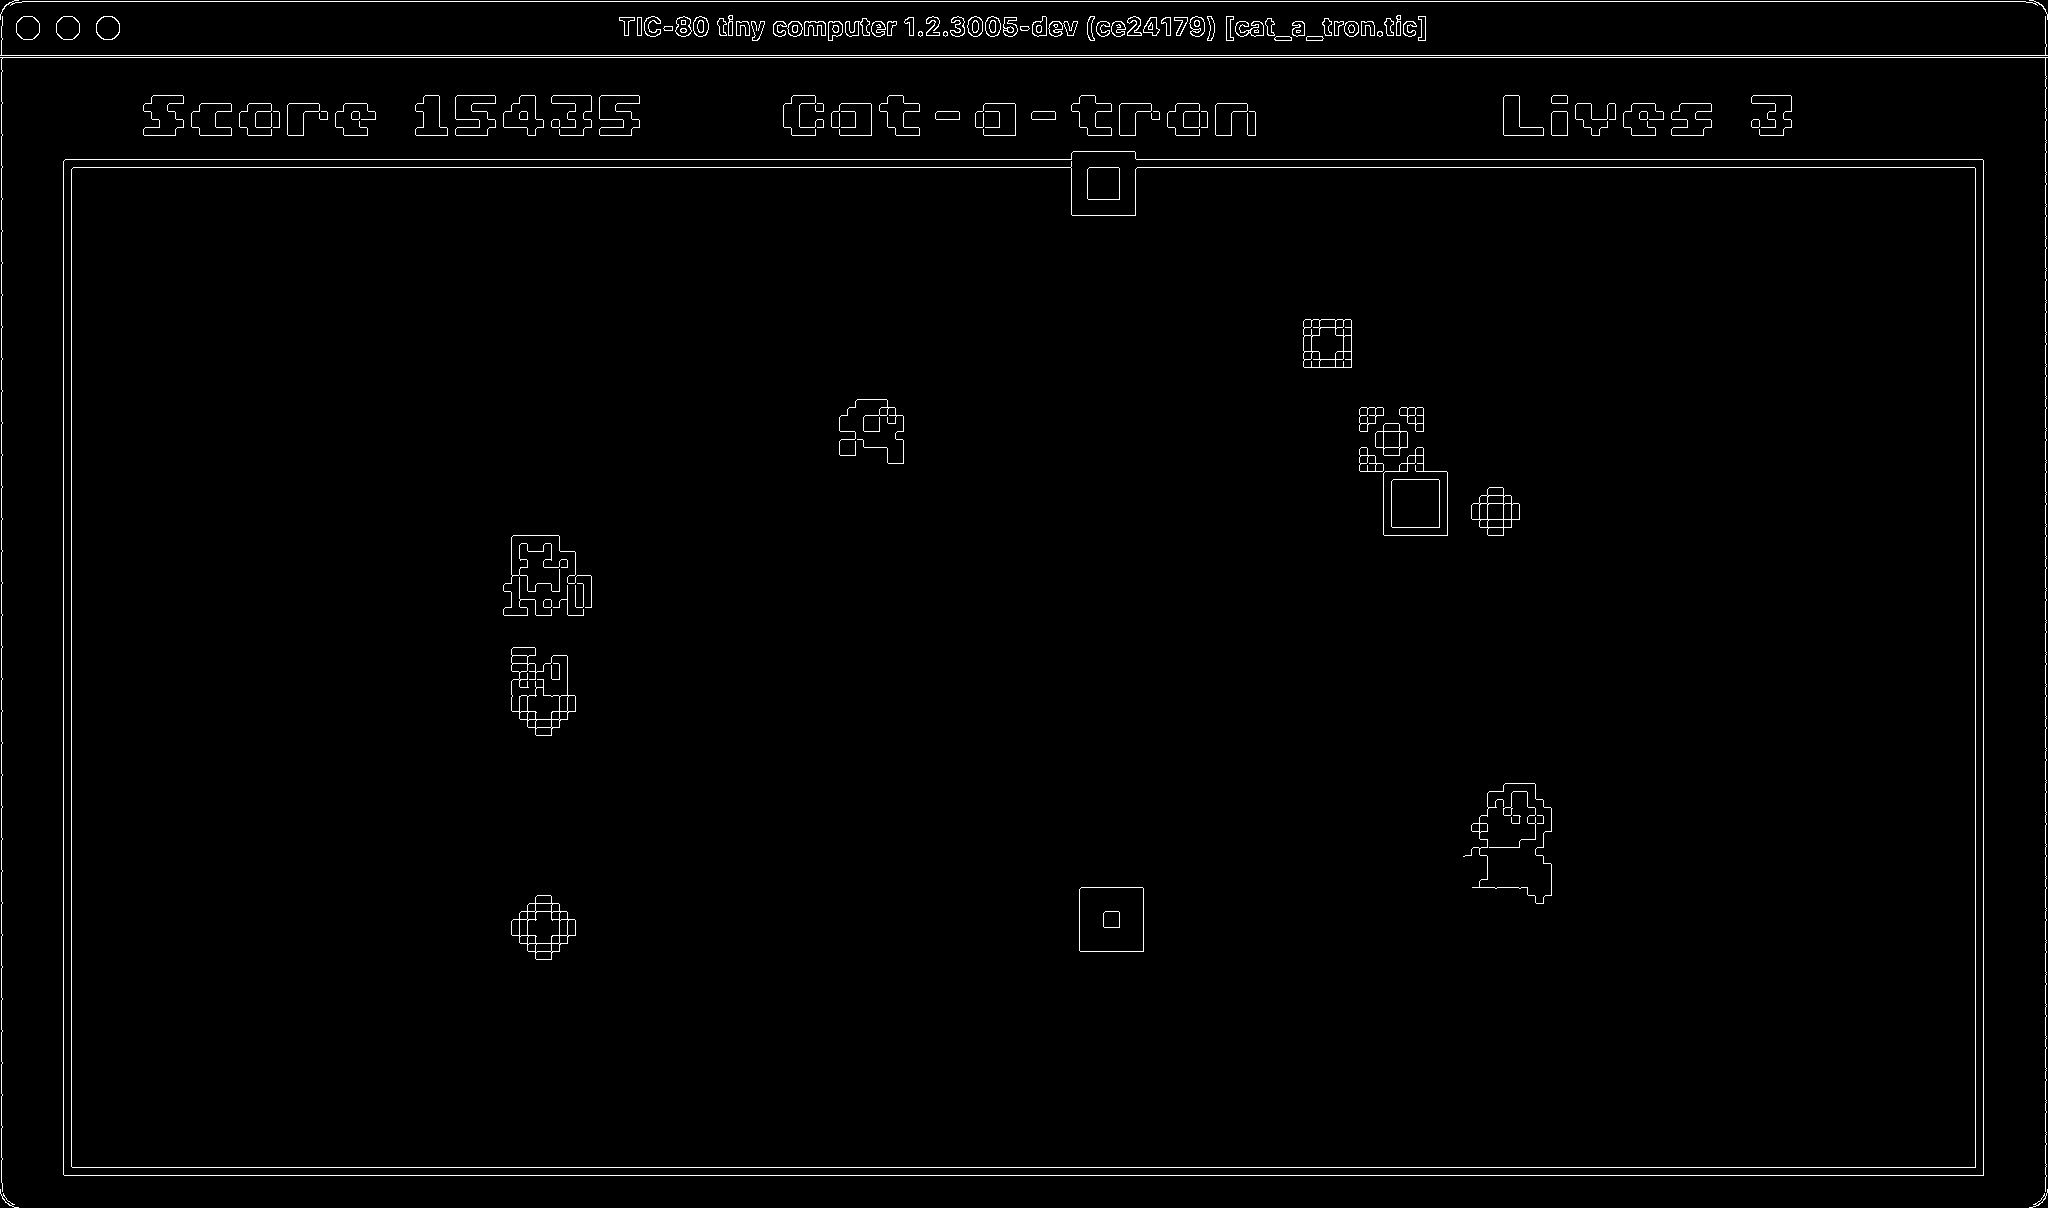 TIC-80 tiny computer 1.2.3005-dev (ce24179) [cat_a_tron.tic]
Score 15435 Cat-a-tron Lives 3